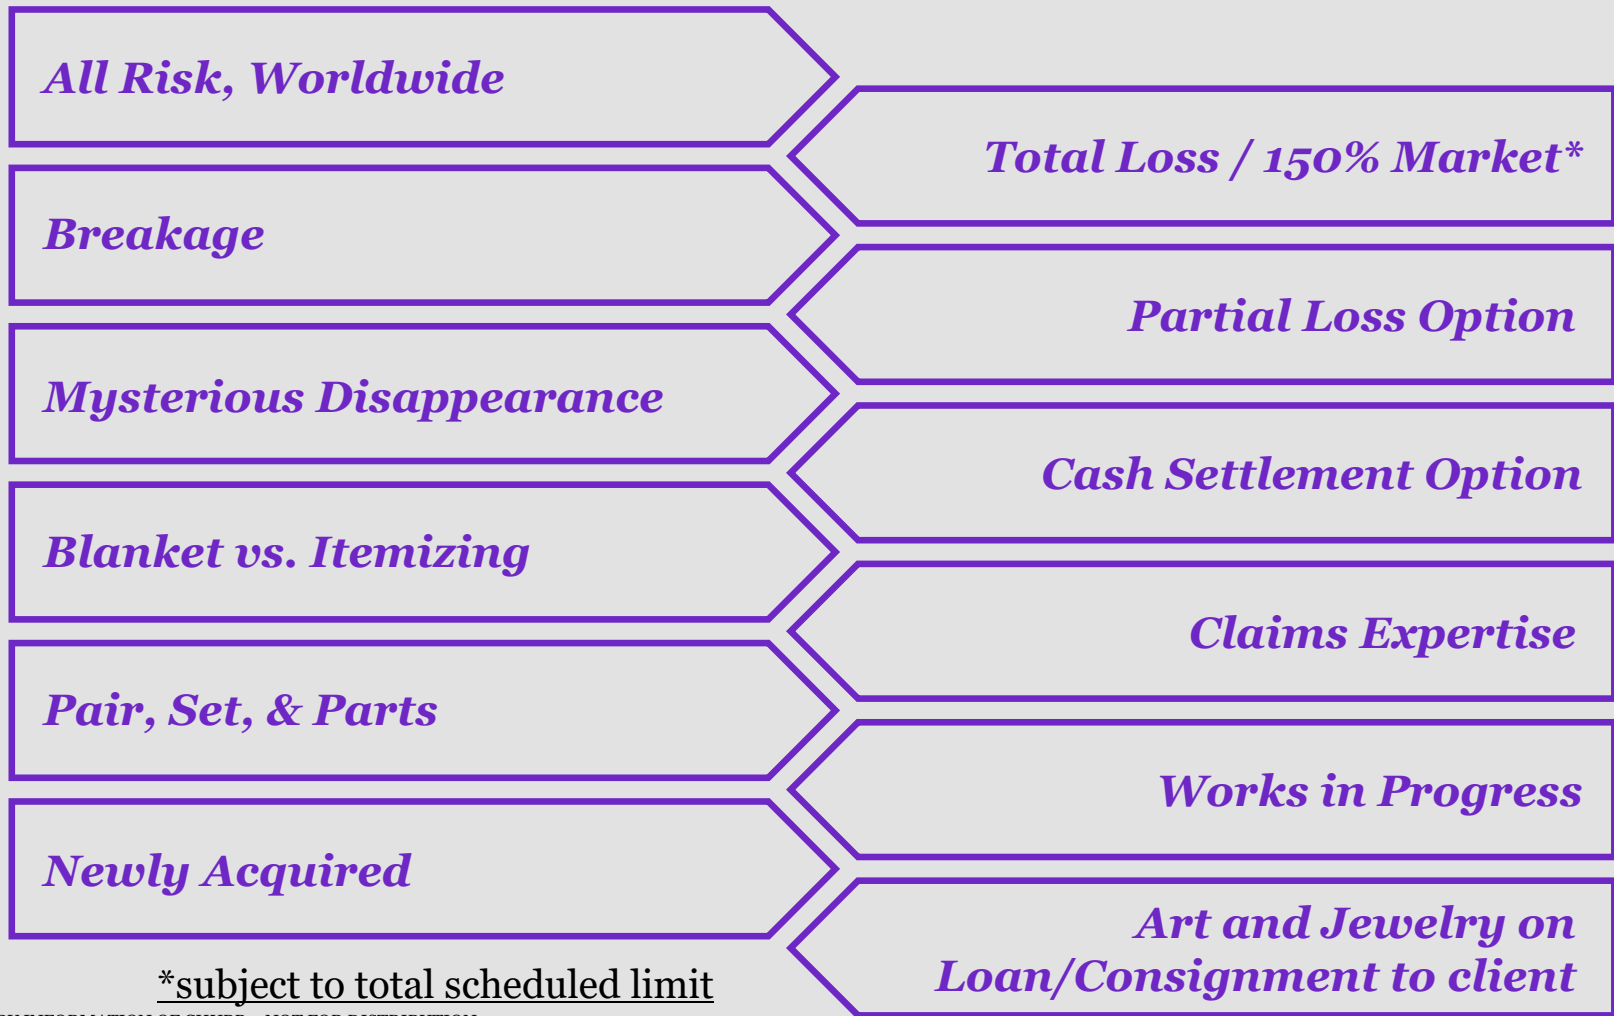 All Risk, Worldwide
Total Loss / 150% Market*
Breakage
Partial Loss Option
Mysterious Disappearance
Cash Settlement Option
Blanket vs. Itemizing
Claims Expertise
Pair, Set, & Parts
Works in Progress
Newly Acquired
Art and Jewelry on
Loan/Consignment to client
*subject to total scheduled limit